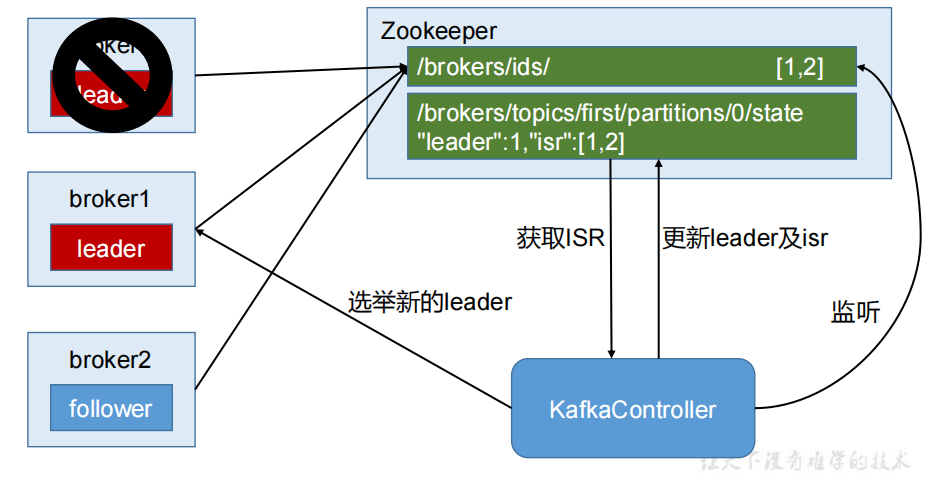 Zookeeper
/brokers/ids/ [1,2]
/brokers/topics/first/partitions/0/state
"leader":1,"isr":[1,2]
broker1
leader
broker2
follower
获取ISR
更新leader及isr
选举新的leader
监听
KafkaController
让天下没有难学的技术